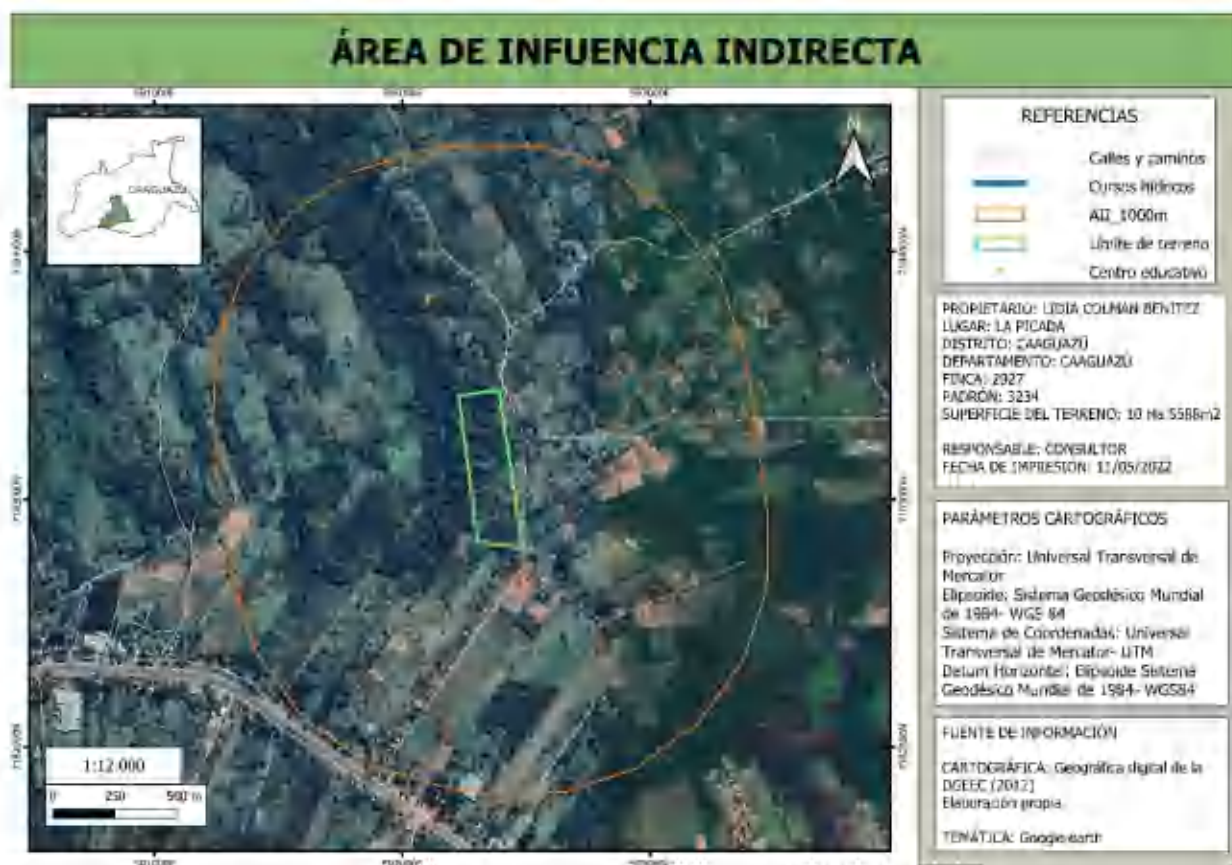 ÁREA DE INFUENCIA INDIRECTA
CAAGUAZÚ
N
1:12.000
0 250 500 m
REFERENCIAS
Calles y caminos
Cursos hídricos
AII_1000m
Límite de terreno
Centro educativo
PROPIETARIO: LIDIA COLMAN BENÍTEZ
LUGAR: LA PICADA
DISTRITO: CAAGUAZÚ
DEPARTAMENTO: CAAGUAZÚ
FINCA: 2927
PADRÓN: 3234
SUPERFICIE DEL TERRENO: 10 Ha 5588m2
RESPONSABLE: CONSULTOR
FECHA DE IMPRESIÓN: 11/05/2022
PARÁMETROS CARTOGRÁFICOS
Proyección: Universal Transversal de
Mercator
Elipsoide: Sistema Geodésico Mundial
de 1984- WGS 84
Sistema de Coordenadas: Universal
Transversal de Mercator- UTM
Datum Horizontal: Elipsoide Sistema
Geodésico Mundial de 1984- WGS84
FUENTE DE INFORMACIÓN
CARTOGRÁFICA: Geográfica digital de la
DGEEC (2012)
Elaboración propia
TEMÁTICA: Google earth